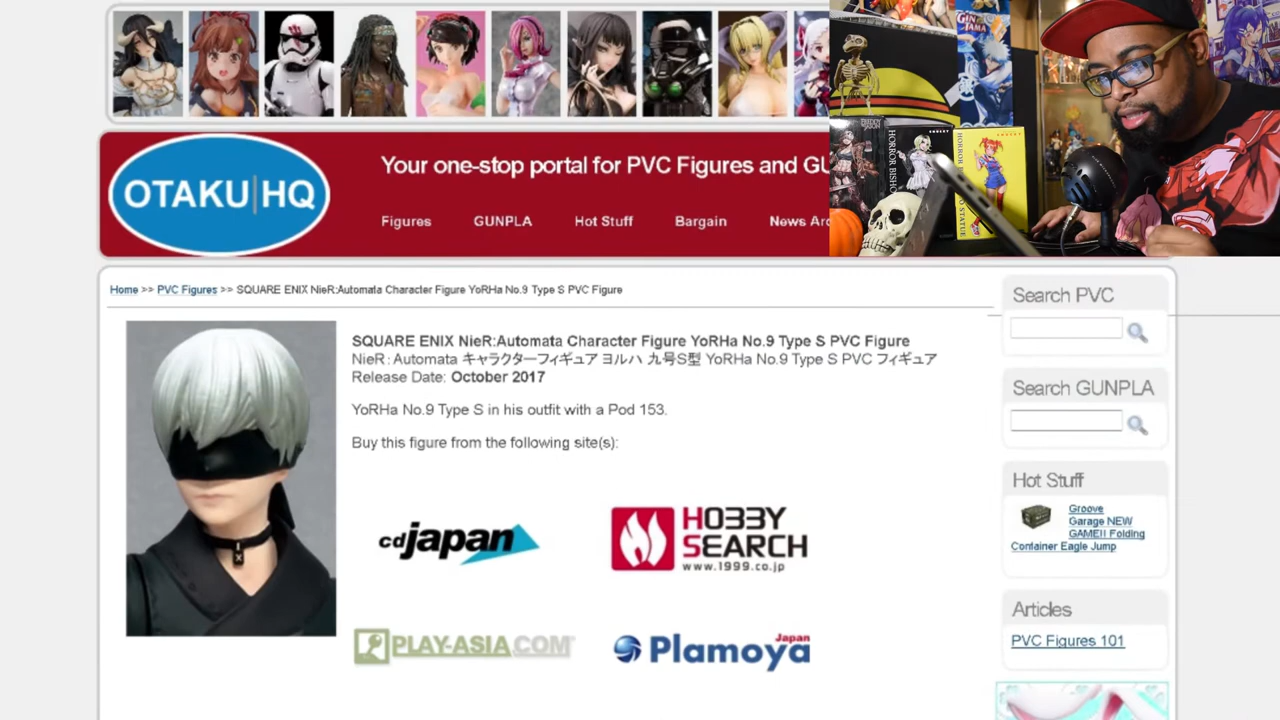 OTAKU|HQ
Your one-stop portal for PVC Figures and GU
Figures
GUNPLA
Hot Stuff
Bargain
News Ar
GINTAMA
HORROR BISHO
Home >> PVC Figures >> SQUARE ENIX NieR:Automata Character Figure YoRHa No.9 Type S PVC Figure
SQUARE ENIX NieR:Automata Character Figure YoRHa No.9 Type S PVC Figure
NieR：Automata キャラクターフィギュア ヨルハ 九号S型 YoRHa No.9 Type S PVC フィギュア
Release Date: October 2017
YoRHa No.9 Type S in his outfit with a Pod 153.
Buy this figure from the following site(s):
cdjapan
HOBBY
SEARCH
www.1999.co.jp
PLAY-ASIA.COM
Plamoya
Japan
Search PVC
Search GUNPLA
Hot Stuff
Groove
Garage NEW
GAME!! Folding
Container Eagle Jump
Articles
PVC Figures 101